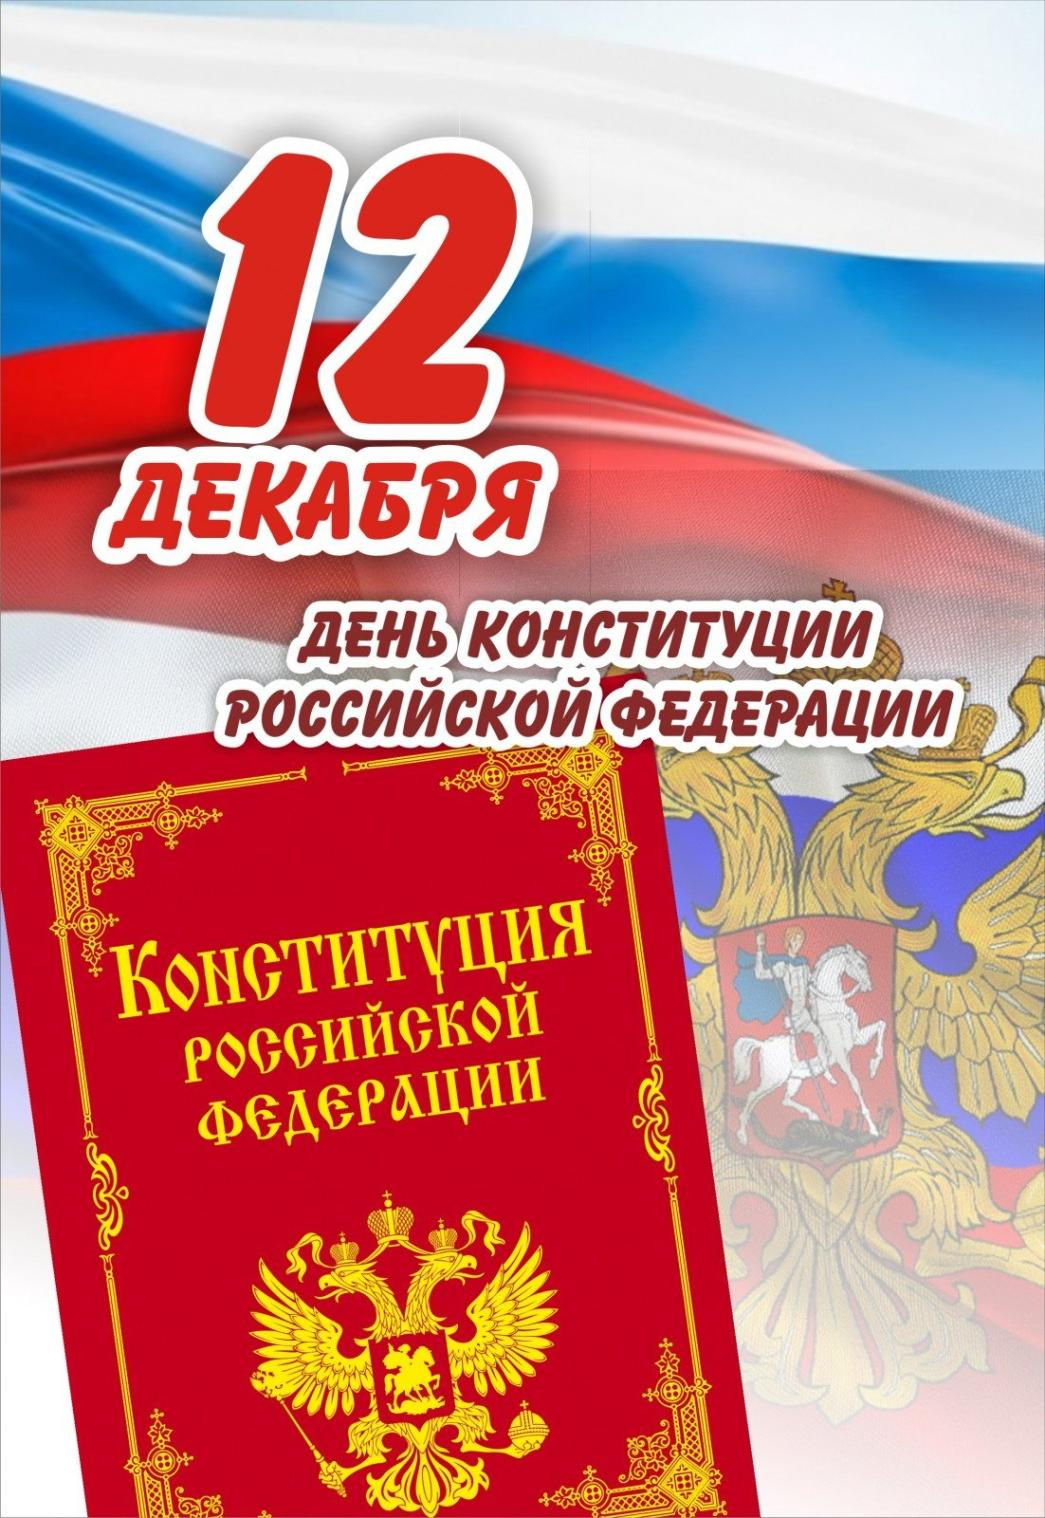 12
ДЕКАБРЯ
ДЕНЬ КОНСТИТУЦИИ
РОССИЙСКОЙ ФЕДЕРАЦИИ
КОНСТИТУЦИЯ
РОССИЙСКОЙ
ФЕДЕРАЦИИ